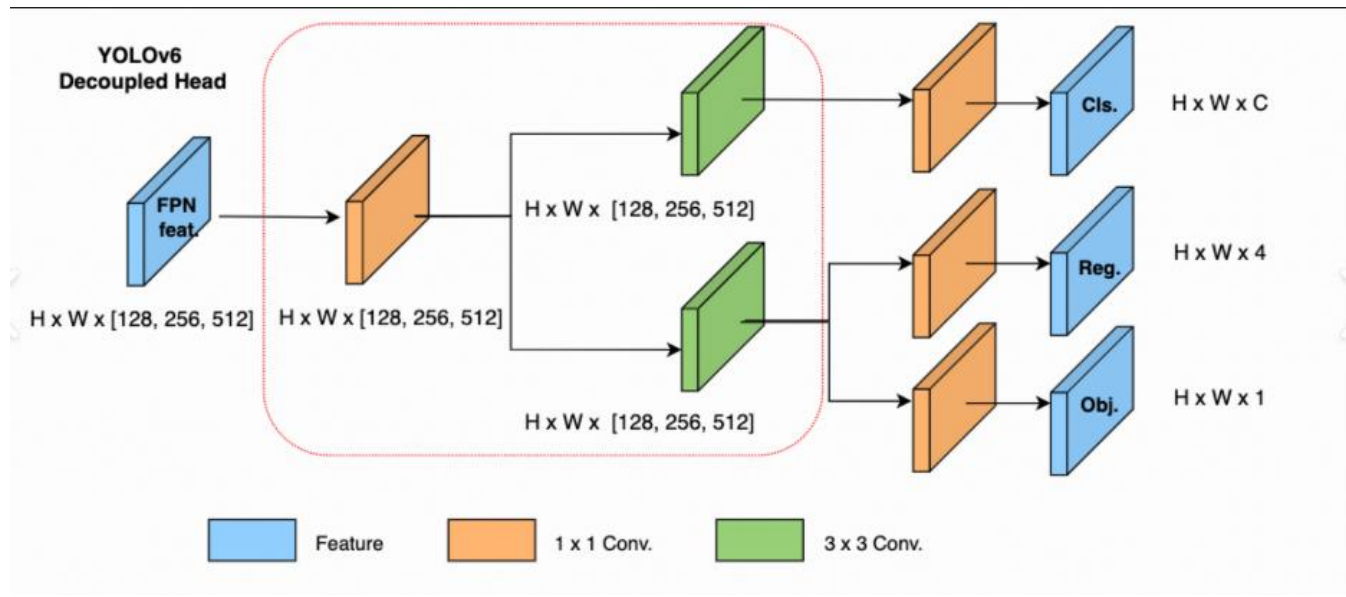 YOLOv6
Decoupled Head
FPN
feat.
H x W x [128, 256, 512]
H x W x [128, 256, 512]
H x W x [128, 256, 512]
H x W x [128, 256, 512]
Cls.
H x W x C
Reg.
H x W x 4
Obj.
H x W x 1
Feature
1 x 1 Conv.
3 x 3 Conv.